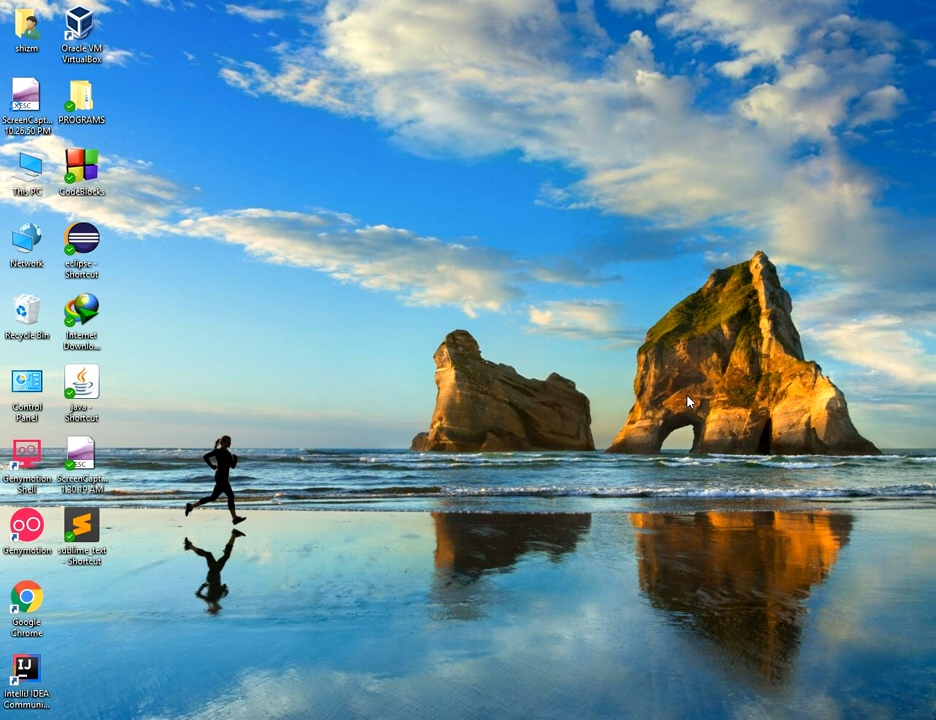 shizm
Oracle VM
VirtualBox
ScreenCapt...
10.26.50 PM
PROGRAMS
This PC
CodeBlocks
Network
eclipse -
Shortcut
Recycle Bin
Internet
Downlo...
Control
Panel
java -
Shortcut
Genymotion
Shell
ScreenCapt...
1.30.19 AM
Genymotion
sublime_text
- Shortcut
Google
Chrome
IJ
IntelliJ IDEA
Communi...